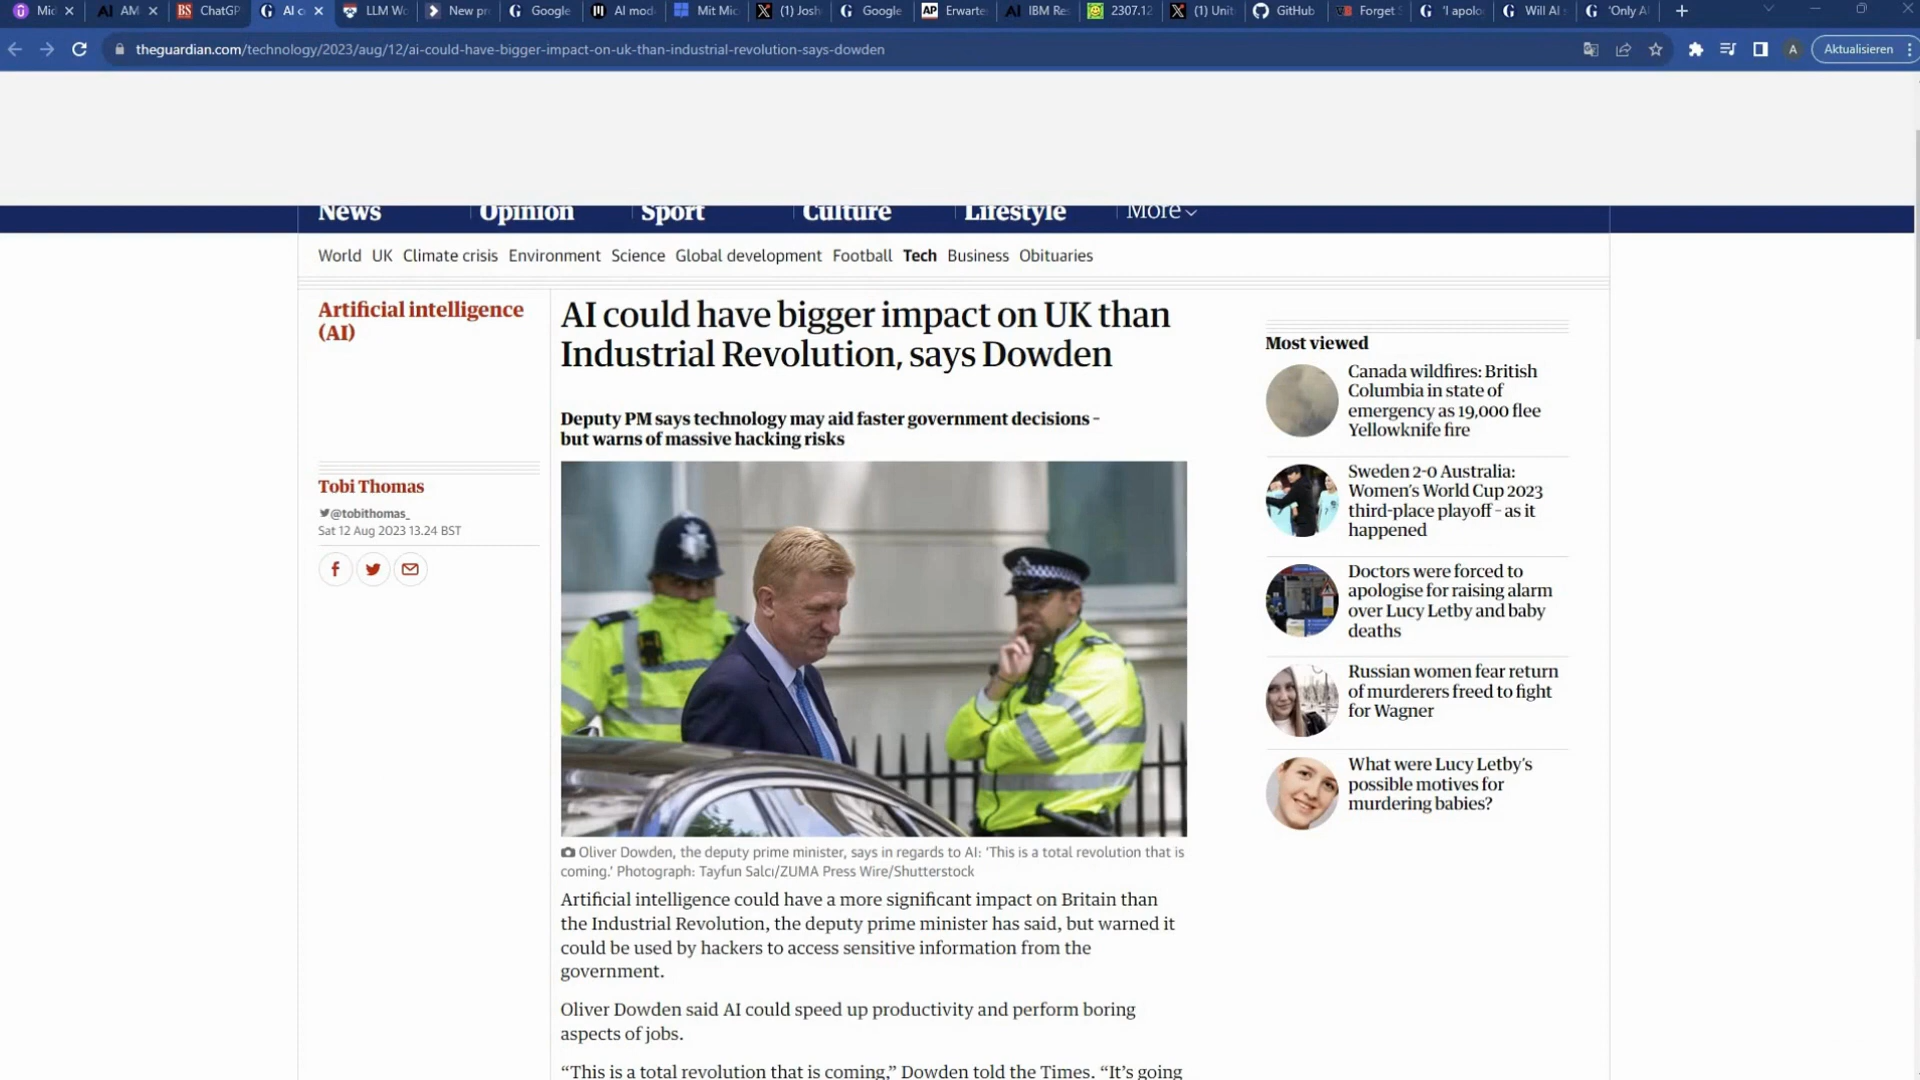 Mic
AM
ChatGP
AI c
LLM Wo
New pr
Google
AI mod
Mit Mic
(1) Josh
Google
Erwarte
IBM Res
2307.12
(1) Unit
GitHub
Forget S
'I apolo
Will AI s
'Only AI
theguardian.com/technology/2023/aug/12/ai-could-have-bigger-impact-on-uk-than-industrial-revolution-says-dowden
A
Aktualisieren
News Opinion Sport Culture Lifestyle More
World UK Climate crisis Environment Science Global development Football Tech Business Obituaries
Artificial intelligence
(AI)
Tobi Thomas
@tobithomas_
Sat 12 Aug 2023 13.24 BST
AI could have bigger impact on UK than
Industrial Revolution, says Dowden
Deputy PM says technology may aid faster government decisions –
but warns of massive hacking risks
Oliver Dowden, the deputy prime minister, says in regards to AI: 'This is a total revolution that is
coming.' Photograph: Tayfun Salcı/ZUMA Press Wire/Shutterstock
Artificial intelligence could have a more significant impact on Britain than
the Industrial Revolution, the deputy prime minister has said, but warned it
could be used by hackers to access sensitive information from the
government.
Oliver Dowden said AI could speed up productivity and perform boring
aspects of jobs.
“This is a total revolution that is coming,” Dowden told the Times. “It’s going
Most viewed
Canada wildfires: British
Columbia in state of
emergency as 19,000 flee
Yellowknife fire
Sweden 2-0 Australia:
Women’s World Cup 2023
third-place playoff – as it
happened
Doctors were forced to
apologise for raising alarm
over Lucy Letby and baby
deaths
Russian women fear return
of murderers freed to fight
for Wagner
What were Lucy Letby’s
possible motives for
murdering babies?